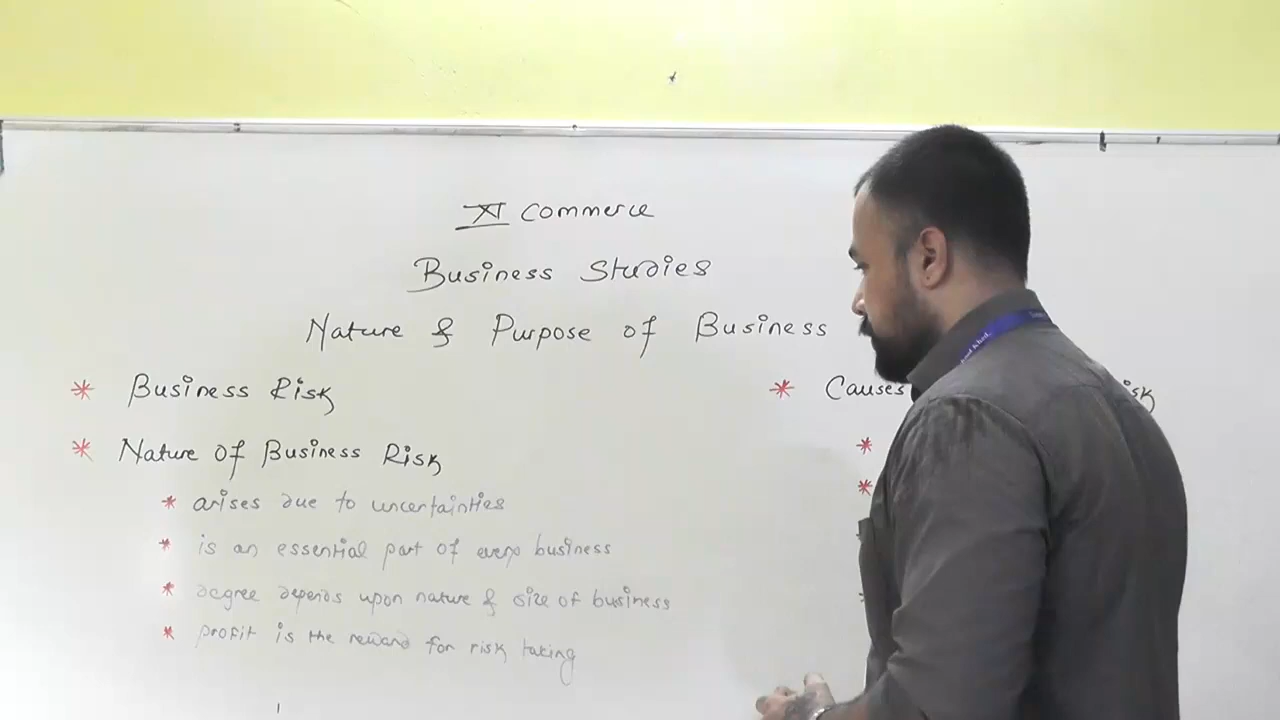 XI Commerce
Business Studies
Nature & Purpose of Business
* Business Risk
* Nature of Business Risk
* arises due to uncertainties
* is an essential part of every business
* degree depends upon nature & size of business
* profit is the reward for risk taking
* Causes
*
*